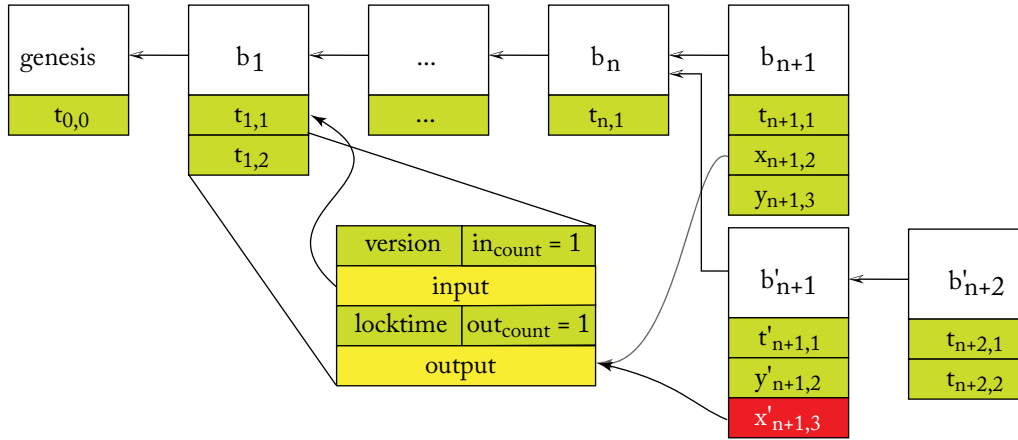 genesis
t0,0
b1
t1,1
t1,2
...
...
bn
tn,1
bn+1
tn+1,1
xn+1,2
yn+1,3
version
incount = 1
input
locktime
outcount = 1
output
b'n+1
t'n+1,1
y'n+1,2
x'n+1,3
b'n+2
tn+2,1
tn+2,2